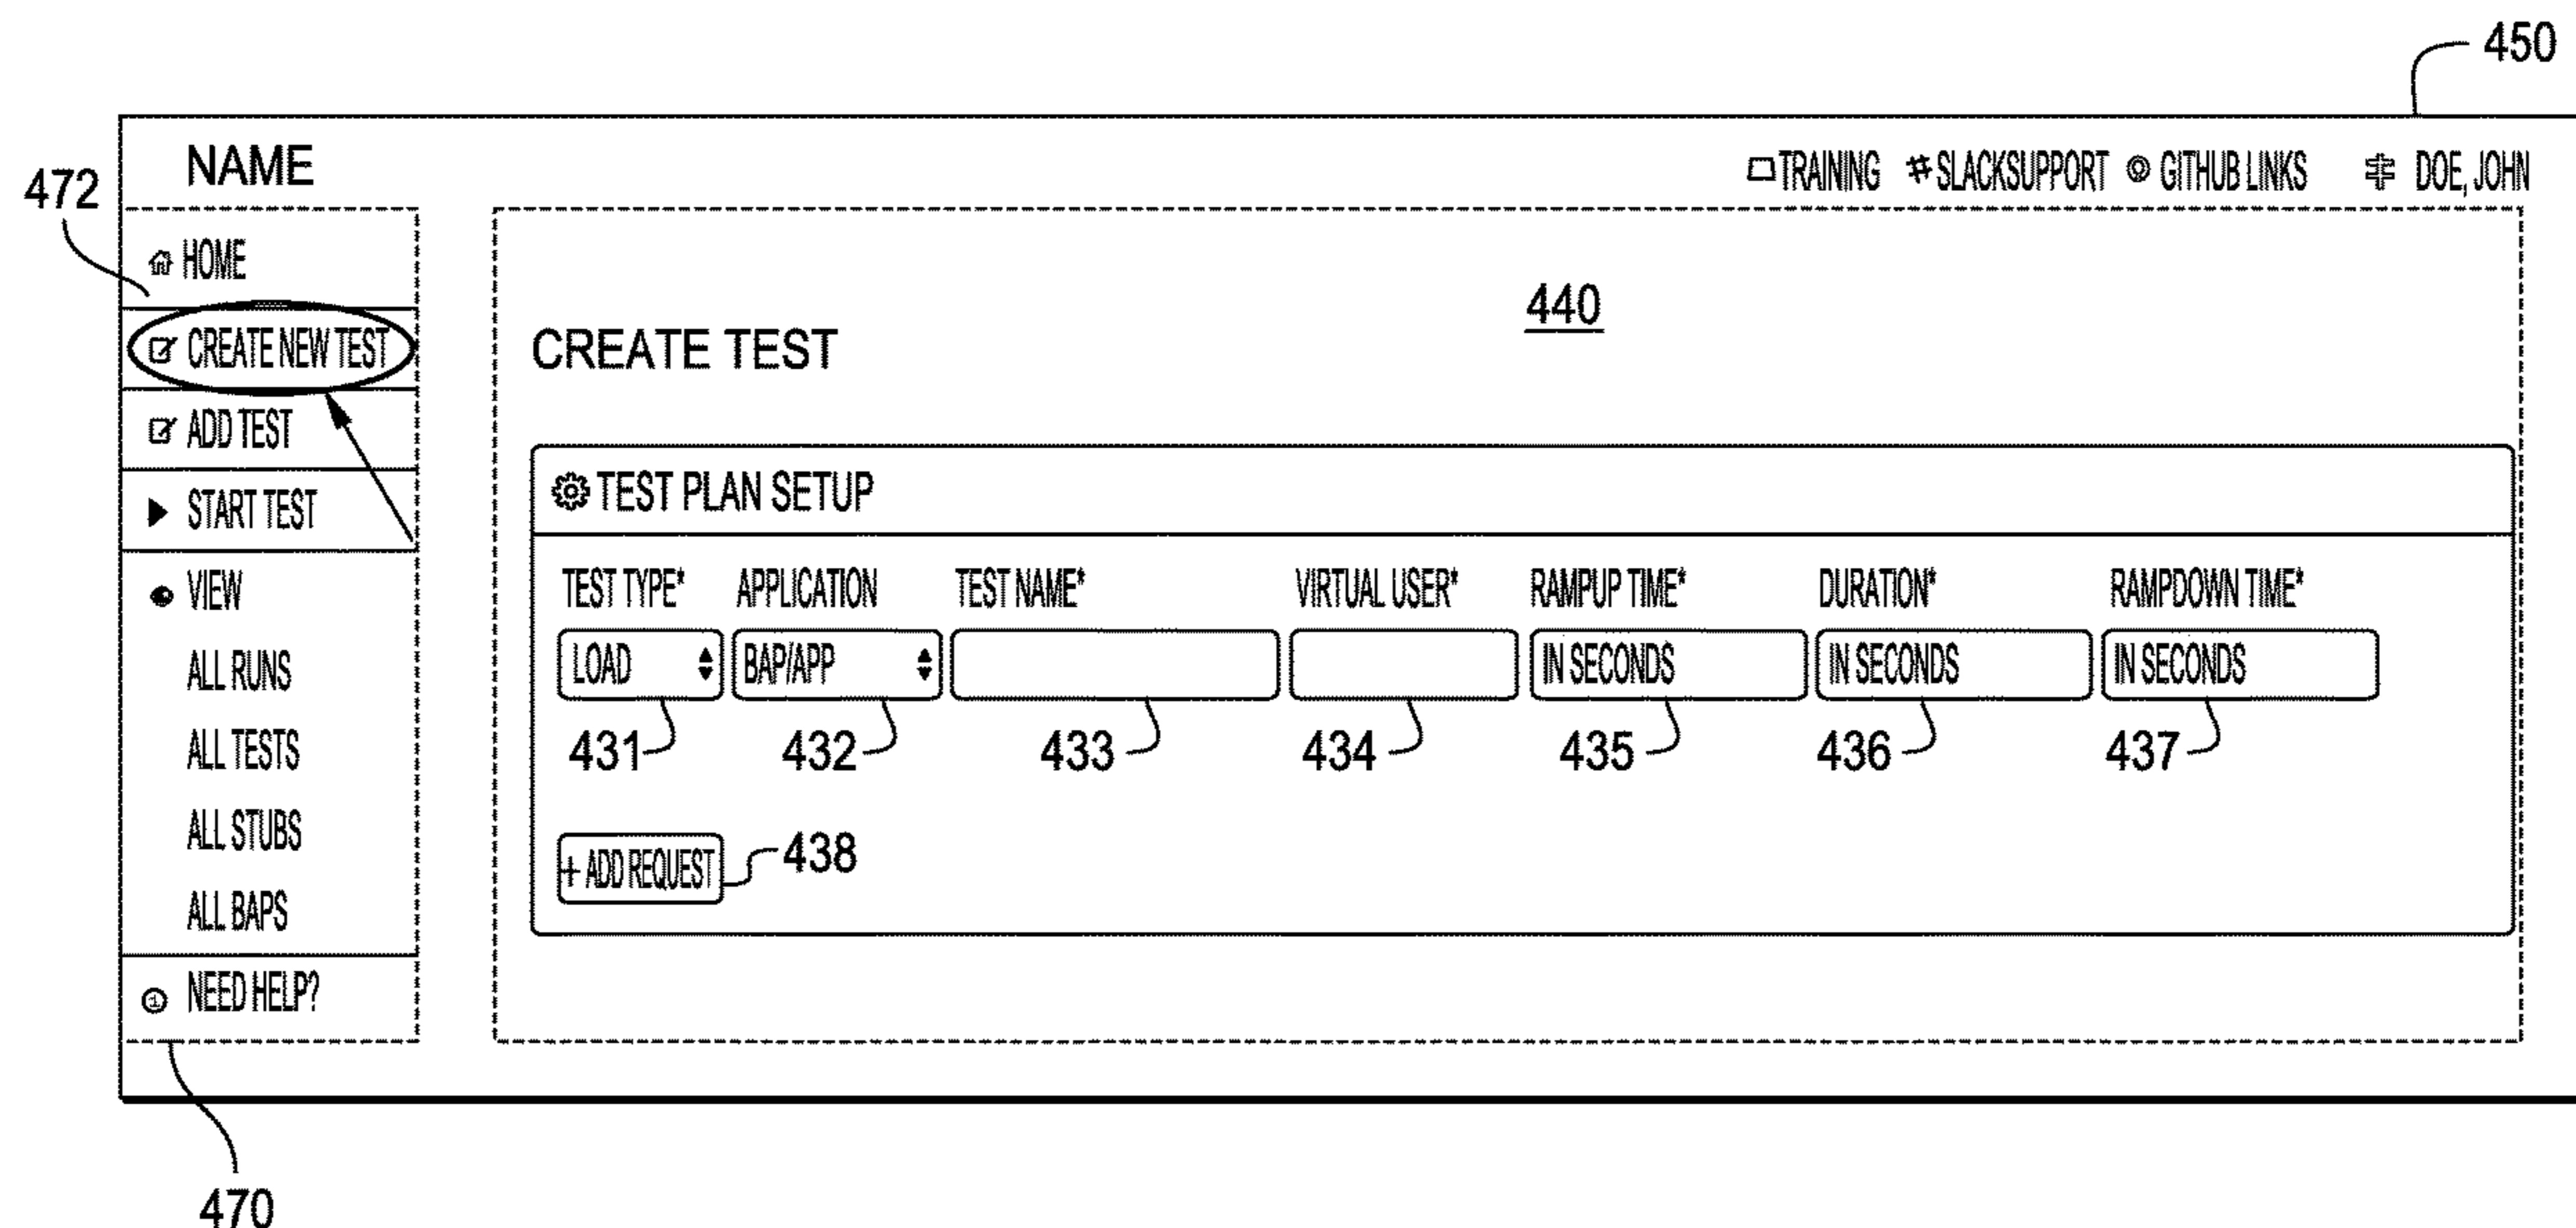 450
NAME
TRAINING # SLACKSUPPORT GITHUB LINKS DOE, JOHN
472
HOME
CREATE NEW TEST
ADD TEST
START TEST
VIEW
ALL RUNS
ALL TESTS
ALL STUBS
ALL BAPS
NEED HELP?
470
440
CREATE TEST
TEST PLAN SETUP
TEST TYPE* APPLICATION TEST NAME* VIRTUAL USER* RAMPUP TIME* DURATION* RAMPDOWN TIME*
LOAD BAP/APP IN SECONDS IN SECONDS IN SECONDS
431 432 433 434 435 436 437
+ ADD REQUEST 438